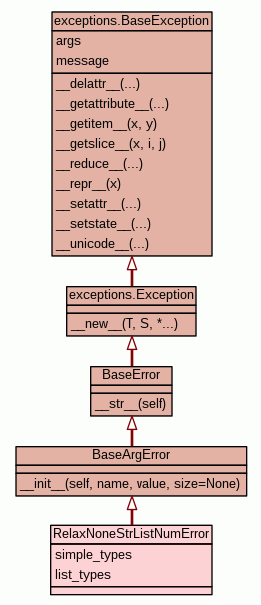 exceptions.BaseException
args
message
__delattr__(...)
__getattribute__(...)
__getitem__(x, y)
__getslice__(x, i, j)
__reduce__(...)
__repr__(x)
__setattr__(...)
__setstate__(...)
__unicode__(...)
exceptions.Exception
__new__(T, S, *...)
BaseError
__str__(self)
BaseArgError
__init__(self, name, value, size=None)
RelaxNoneStrListNumError
simple_types
list_types